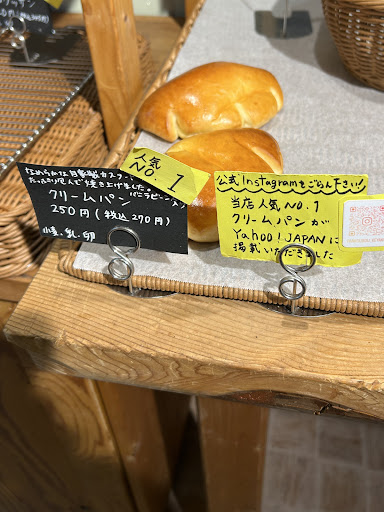 なめらかな自家製カスタード
たっぷり包んで焼き上げました。
(バニラビーンズ入)
クリームパン
250円(税込270円)
小麦・乳・卵
人気
NO.1
公式Instagramをごらん下さい!
当店人気NO.1
クリームパンが
Yahoo!JAPANに
掲載いただきました